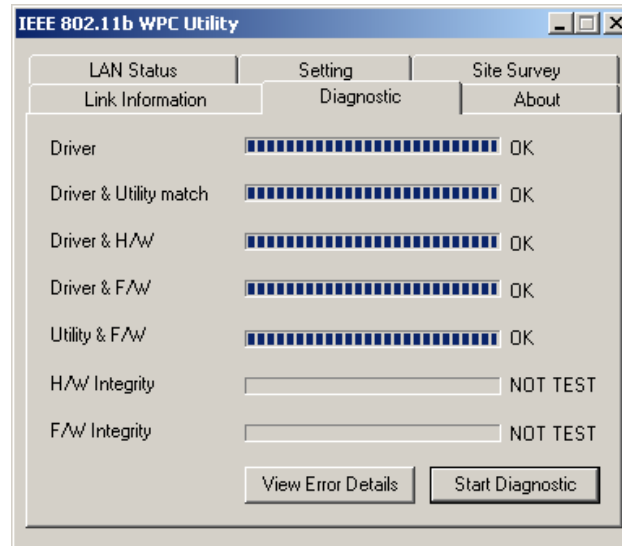 IEEE 802.11b WPC Utility
LAN Status Setting Site Survey
Link Information Diagnostic About
Driver OK
Driver & Utility match OK
Driver & H/W OK
Driver & F/W OK
Utility & F/W OK
H/W Integrity NOT TEST
F/W Integrity NOT TEST
View Error Details Start Diagnostic